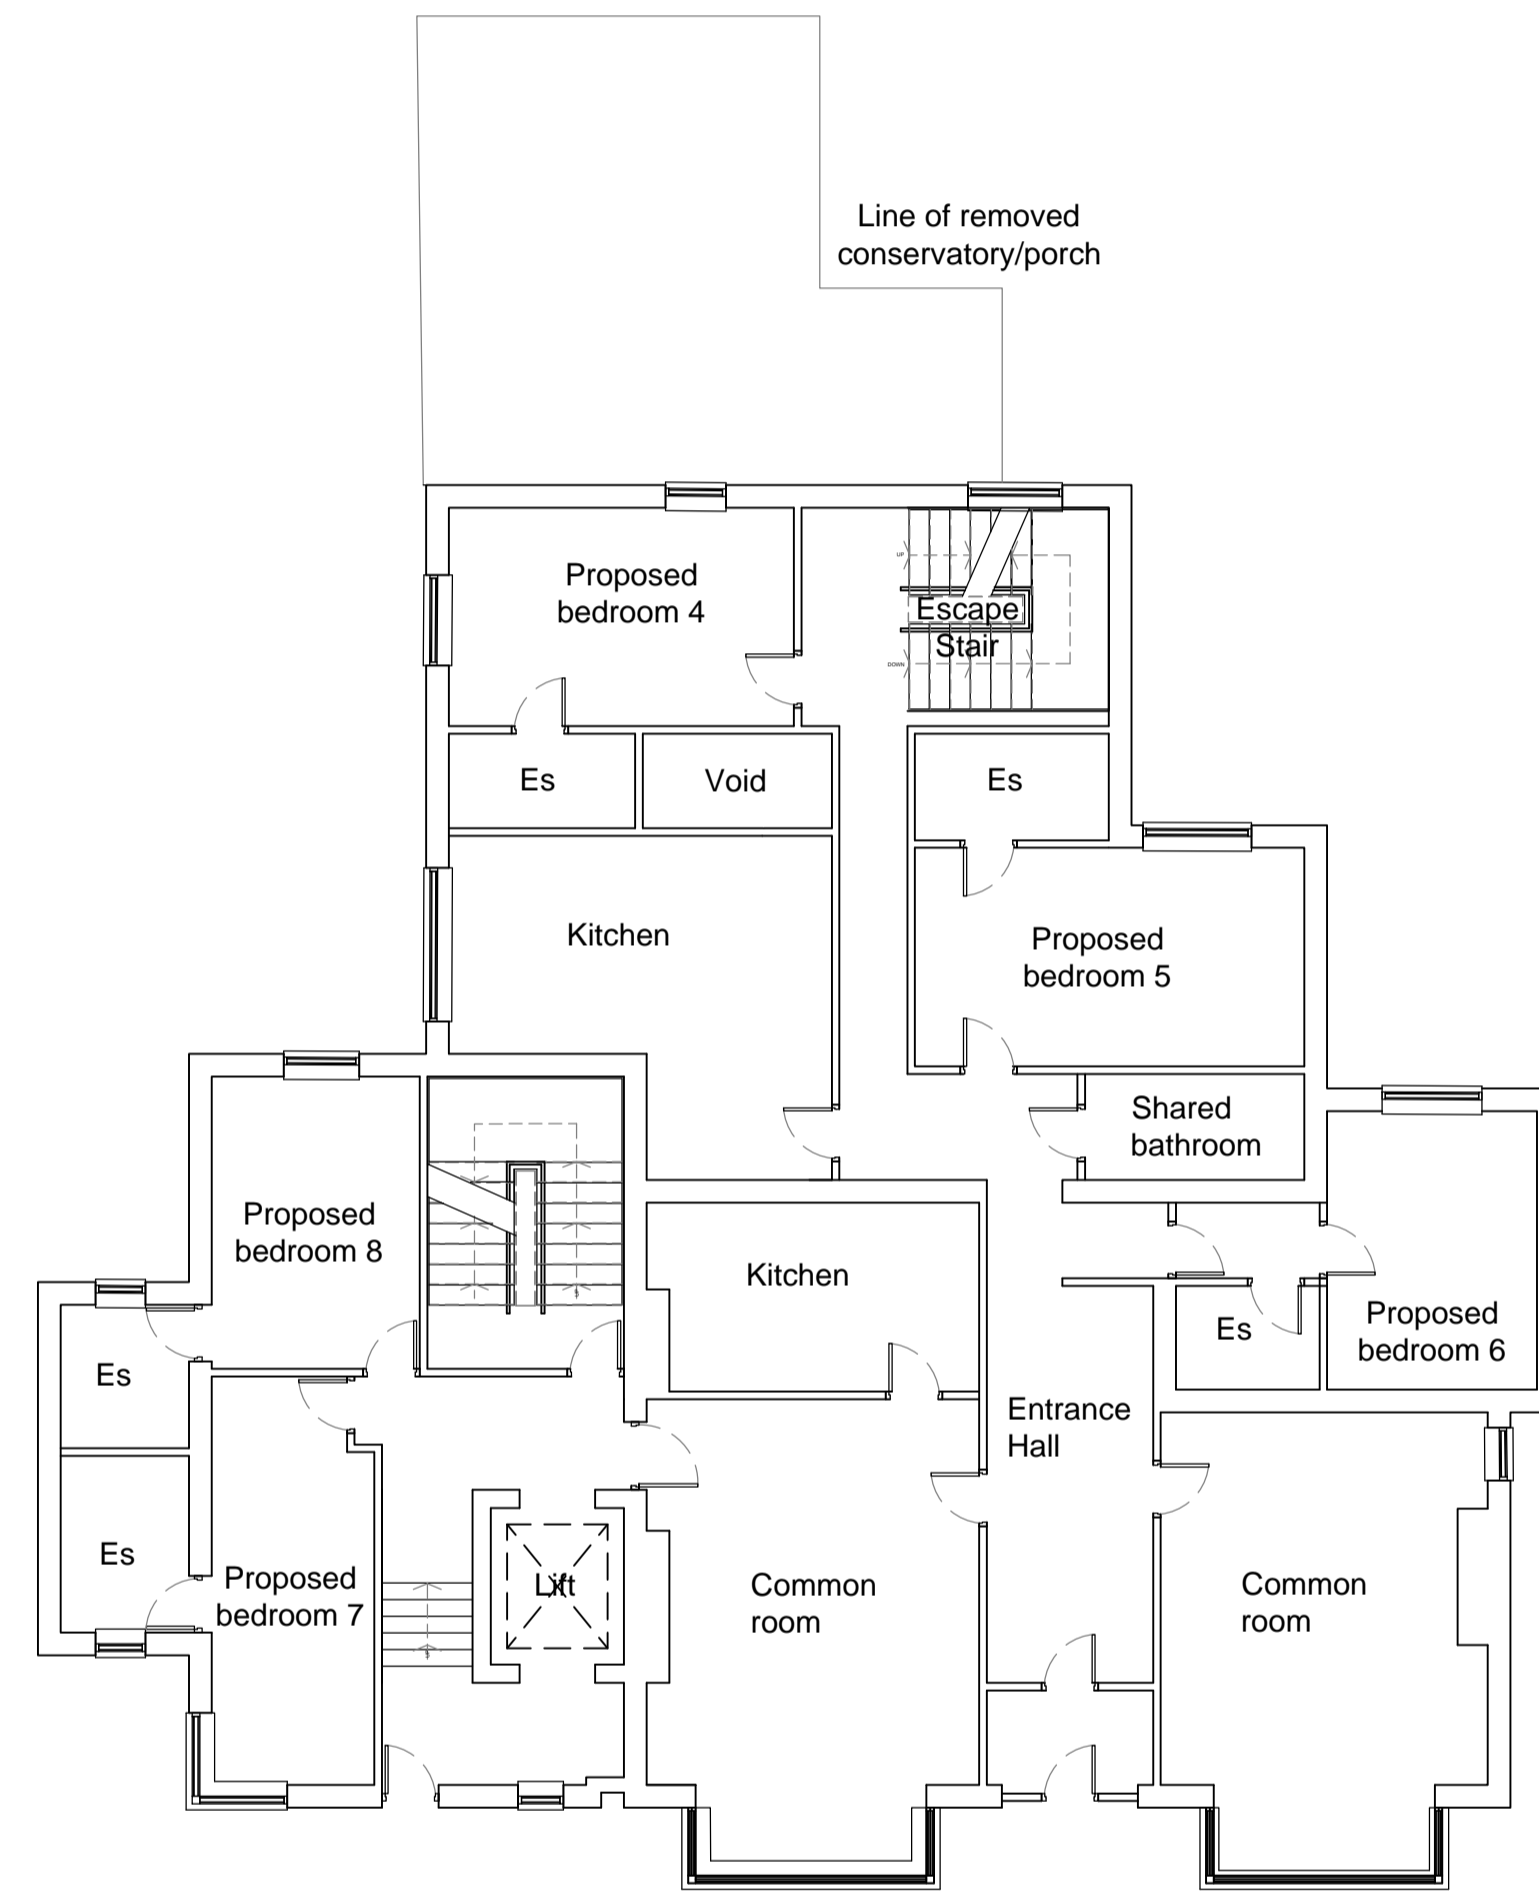 Line of removed
conservatory/porch
Proposed
bedroom 4
UP
Escape
Stair
DOWN
Es
Void
Es
Kitchen
Proposed
bedroom 5
Shared
bathroom
Proposed
bedroom 8
Kitchen
Proposed
bedroom 6
Es
Es
Entrance
Hall
Es
Proposed
bedroom 7
Lift
Common
room
Common
room